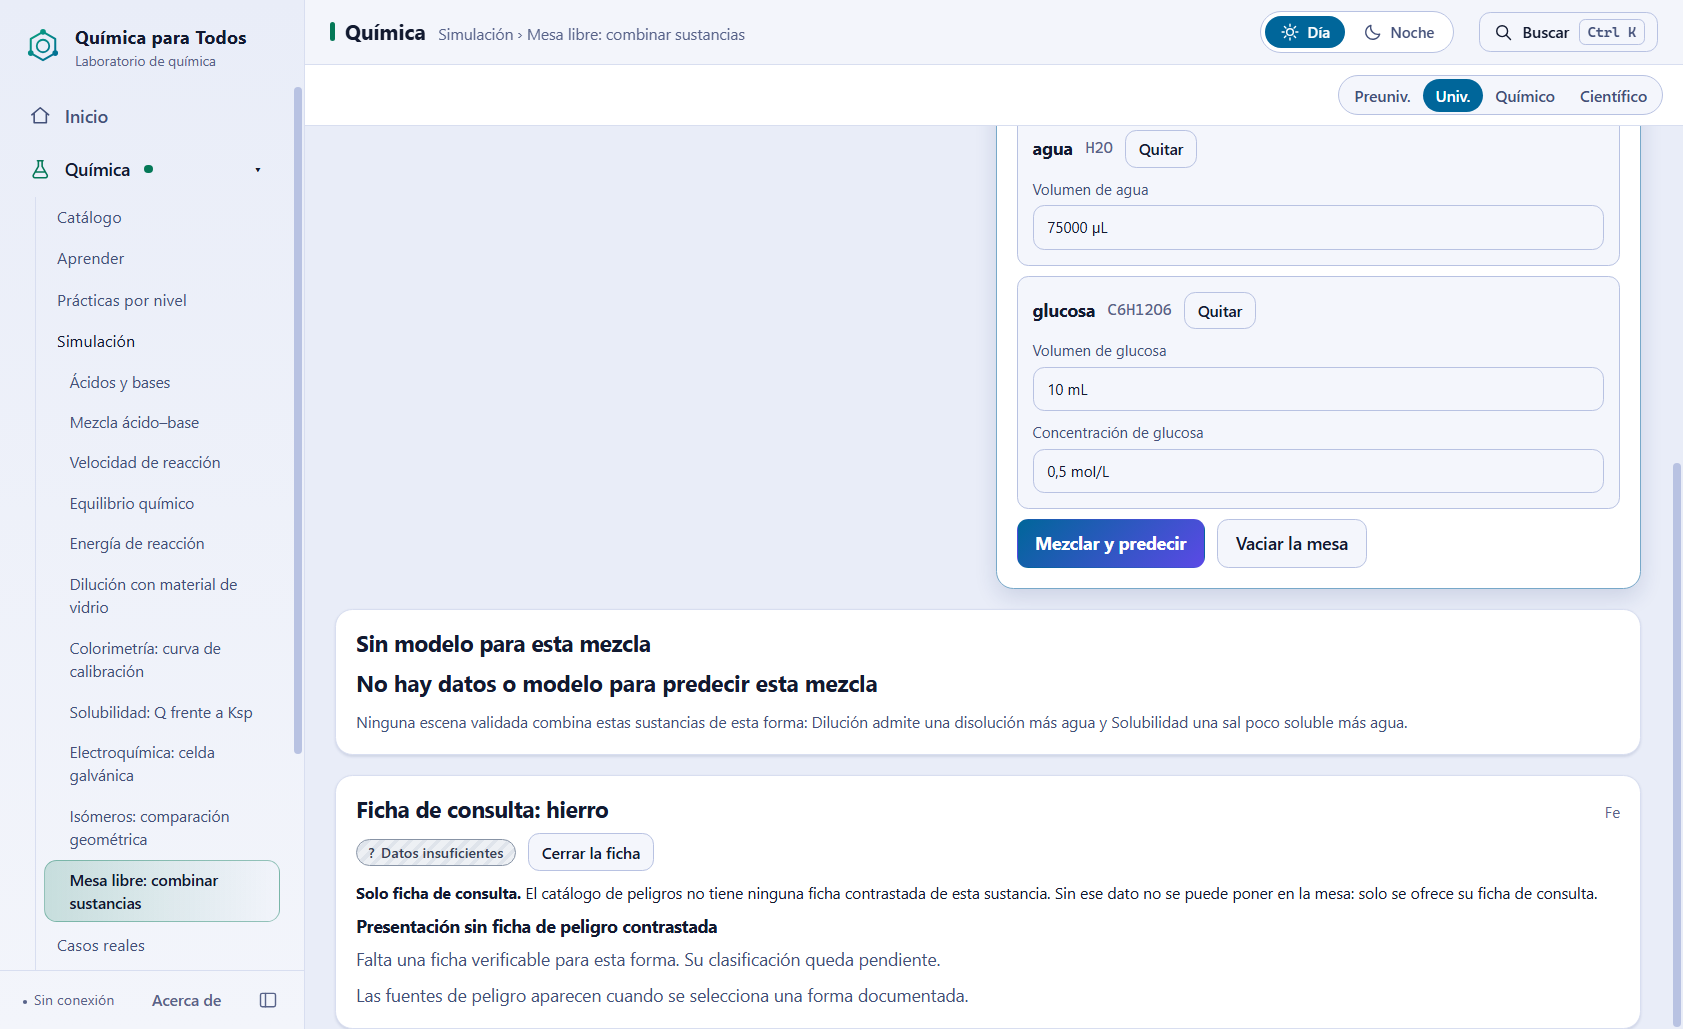 Química para Todos
Laboratorio de química
Inicio
Química
Catálogo
Aprender
Prácticas por nivel
Simulación
Ácidos y bases
Mezcla ácido–base
Velocidad de reacción
Equilibrio químico
Energía de reacción
Dilución con material de
vidrio
Colorimetría: curva de
calibración
Solubilidad: Q frente a Ksp
Electroquímica: celda
galvánica
Isómeros: comparación
geométrica
Mesa libre: combinar
sustancias
Casos reales
Sin conexión
Acerca de
Química
Simulación › Mesa libre: combinar sustancias
Día
Noche
Buscar
Ctrl K
Preuniv.
Univ.
Químico
Científico
agua H2O Quitar
Volumen de agua
75000 µL
glucosa C6H12O6 Quitar
Volumen de glucosa
10 mL
Concentración de glucosa
0,5 mol/L
Mezclar y predecir
Vaciar la mesa
Sin modelo para esta mezcla
No hay datos o modelo para predecir esta mezcla
Ninguna escena validada combina estas sustancias de esta forma: Dilución admite una disolución más agua y Solubilidad una sal poco soluble más agua.
Ficha de consulta: hierro
Fe
? Datos insuficientes
Cerrar la ficha
Solo ficha de consulta. El catálogo de peligros no tiene ninguna ficha contrastada de esta sustancia. Sin ese dato no se puede poner en la mesa: solo se ofrece su ficha de consulta.
Presentación sin ficha de peligro contrastada
Falta una ficha verificable para esta forma. Su clasificación queda pendiente.
Las fuentes de peligro aparecen cuando se selecciona una forma documentada.